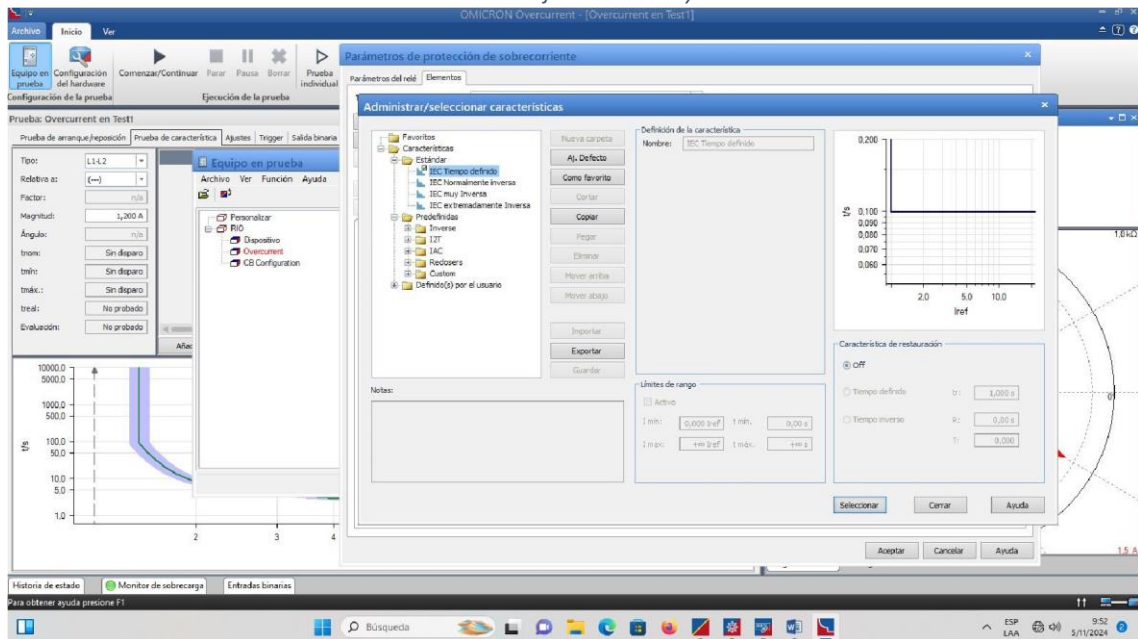 OMICRON Overcurrent - [Overcurrent en Test1]
Archivo Inicio Ver
Equipo en prueba
Configuración del hardware
Comenzar/Continuar
Parar
Pausa
Borrar
Prueba individual
Configuración de la prueba
Ejecución de la prueba
Prueba: Overcurrent en Test1
Prueba de arranque/reposición Prueba de característica Ajustes Trigger Salida binaria
Tipo: L1-L2
Relativa a: (---)
Factor: n/a
Magnitud: 1,200 A
Ángulo: n/a
tnom: Sin disparo
tmín: Sin disparo
tmáx.: Sin disparo
treal: No probado
Evaluación: No probado
Añad
10000.0
5000.0
1000.0
500.0
100.0
50.0
10.0
5.0
1.0
t/s
2 3 4
Equipo en prueba
Archivo Ver Función Ayuda
Personalizar
RIO
Dispositivo
Overcurrent
CB Configuration
Parámetros de protección de sobrecorriente
Parámetros del relé Elementos
Administrar/seleccionar características
Favoritos
Características
Estándar
IEC Tiempo definido
IEC Normalmente inversa
IEC muy Inversa
IEC extremadamente Inversa
Predefinidas
Inverse
I2T
IAC
Reclosers
Custom
Definido(s) por el usuario
Nueva carpeta
Aj. Defecto
Como favorito
Cortar
Copiar
Pegar
Eliminar
Mover arriba
Mover abajo
Importar
Exportar
Guardar
Notas:
Definición de la característica
Nombre: IEC Tiempo definido
Límites de rango
Activo
I mín: 0,000 Iref t mín. 0,00 s
I máx: +∞ Iref t máx. +∞ s
0,200
0,100
0,090
0,080
0,070
0,060
t/s
2,0 5,0 10,0
Iref
Característica de restauración
Off
Tiempo definido tr: 1,000 s
Tiempo inverso R: 0,00 s
T: 0,000
Seleccionar Cerrar Ayuda
Aceptar Cancelar Ayuda
1,0 kΩ
0°
1,5 A
Historia de estado Monitor de sobrecarga Entradas binarias
Para obtener ayuda presione F1
Búsqueda
ESP
LAA
9:52
5/11/2024